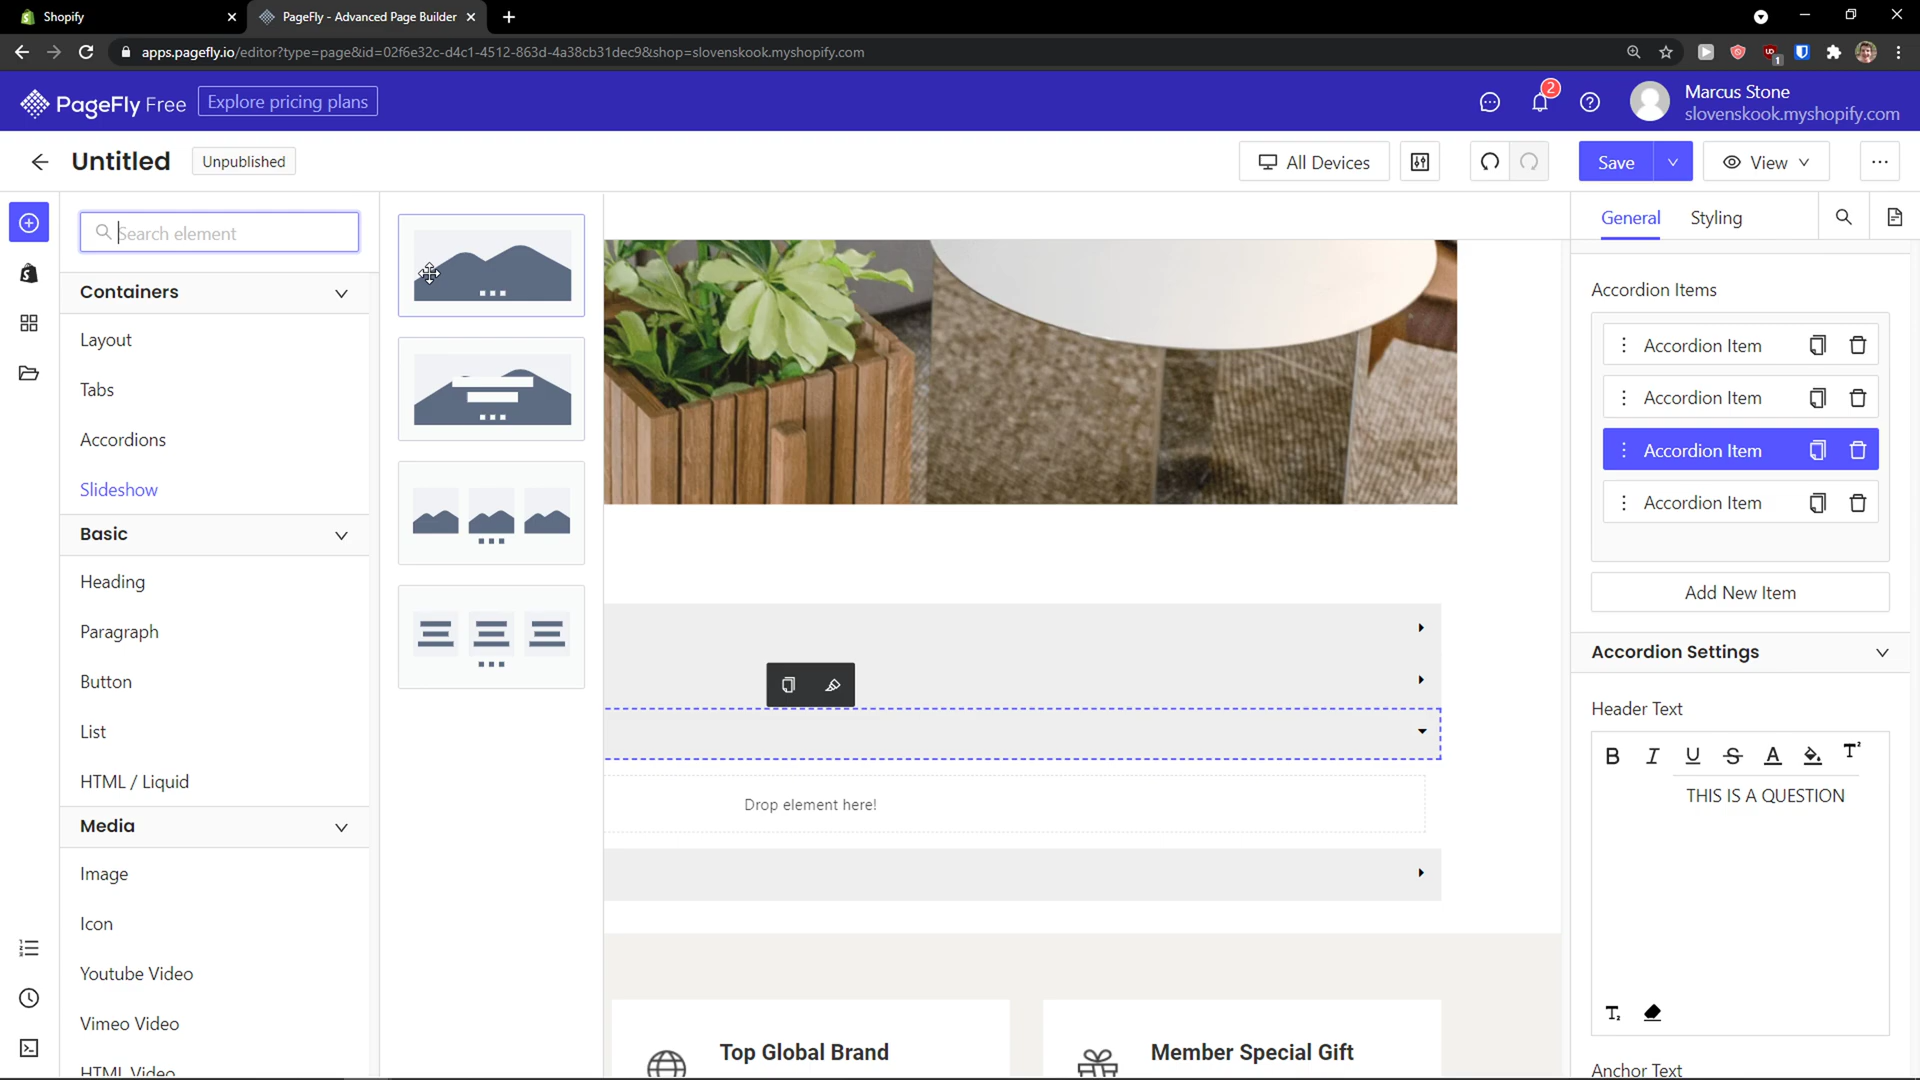 Shopify
PageFly - Advanced Page Builder
apps.pagefly.io/editor?type=page&id=02f6e32c-d4c1-4512-863d-4a38cb31dec9&shop=slovenskook.myshopify.com
PageFly Free
Explore pricing plans
2
Marcus Stone
slovenskook.myshopify.com
Untitled
Unpublished
All Devices
Save
View
Search element
Containers
Layout
Tabs
Accordions
Slideshow
Basic
Heading
Paragraph
Button
List
HTML / Liquid
Media
Image
Icon
Youtube Video
Vimeo Video
HTML Video
Drop element here!
Top Global Brand
Member Special Gift
General
Styling
Accordion Items
Accordion Item
Accordion Item
Accordion Item
Accordion Item
Add New Item
Accordion Settings
Header Text
THIS IS A QUESTION
Anchor Text